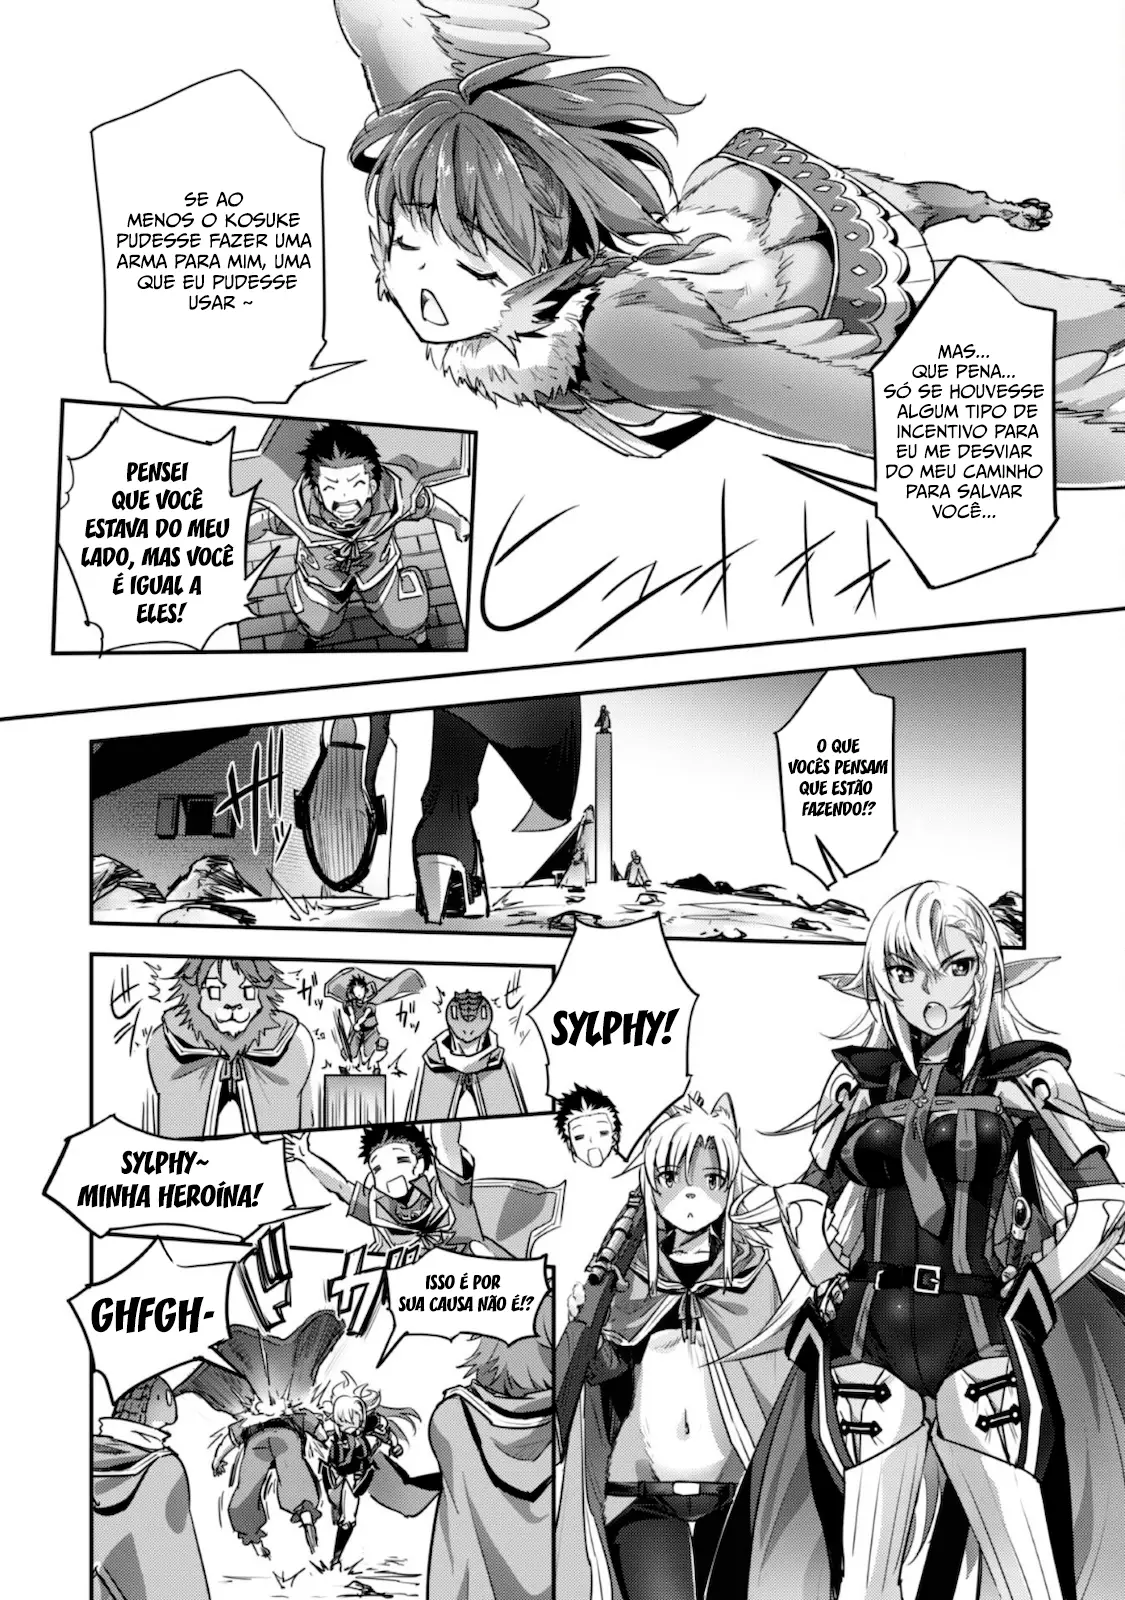 SE AO
MENOS O KOSUKE
PUDESSE FAZER UMA
ARMA PARA MIM, UMA
QUE EU PUDESSE
USAR ~
MAS...
QUE PENA...
SÓ SE HOUVESSE
ALGUM TIPO DE
INCENTIVO PARA
EU ME DESVIAR
DO MEU CAMINHO
PARA SALVAR
VOCÊ...
PENSEI
QUE VOCÊ
ESTAVA DO MEU
LADO, MAS VOCÊ
É IGUAL A
ELES!
O QUE
VOCÊS PENSAM
QUE ESTÃO
FAZENDO!?
SYLPHY!
SYLPHY~
MINHA HEROÍNA!
GHFGH-
ISSO É POR
SUA CAUSA NÃO É!?